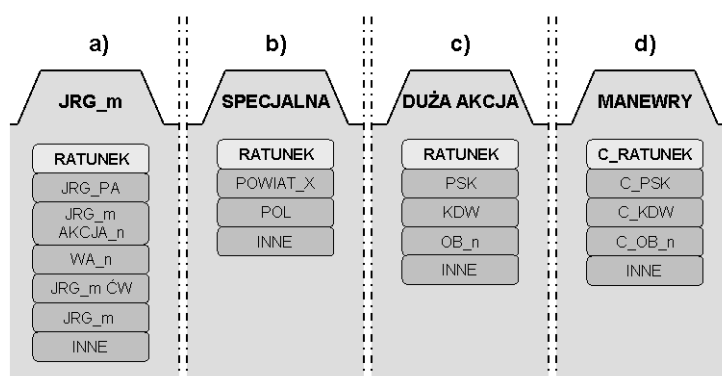 a)
JRG_m
RATUNEK
JRG_PA
JRG_m
AKCJA_n
WA_n
JRG_m ĆW
JRG_m
INNE
b)
SPECJALNA
RATUNEK
POWIAT_X
POL
INNE
c)
DUŻA AKCJA
RATUNEK
PSK
KDW
OB_n
INNE
d)
MANEWRY
C_RATUNEK
C_PSK
C_KDW
C_OB_n
INNE